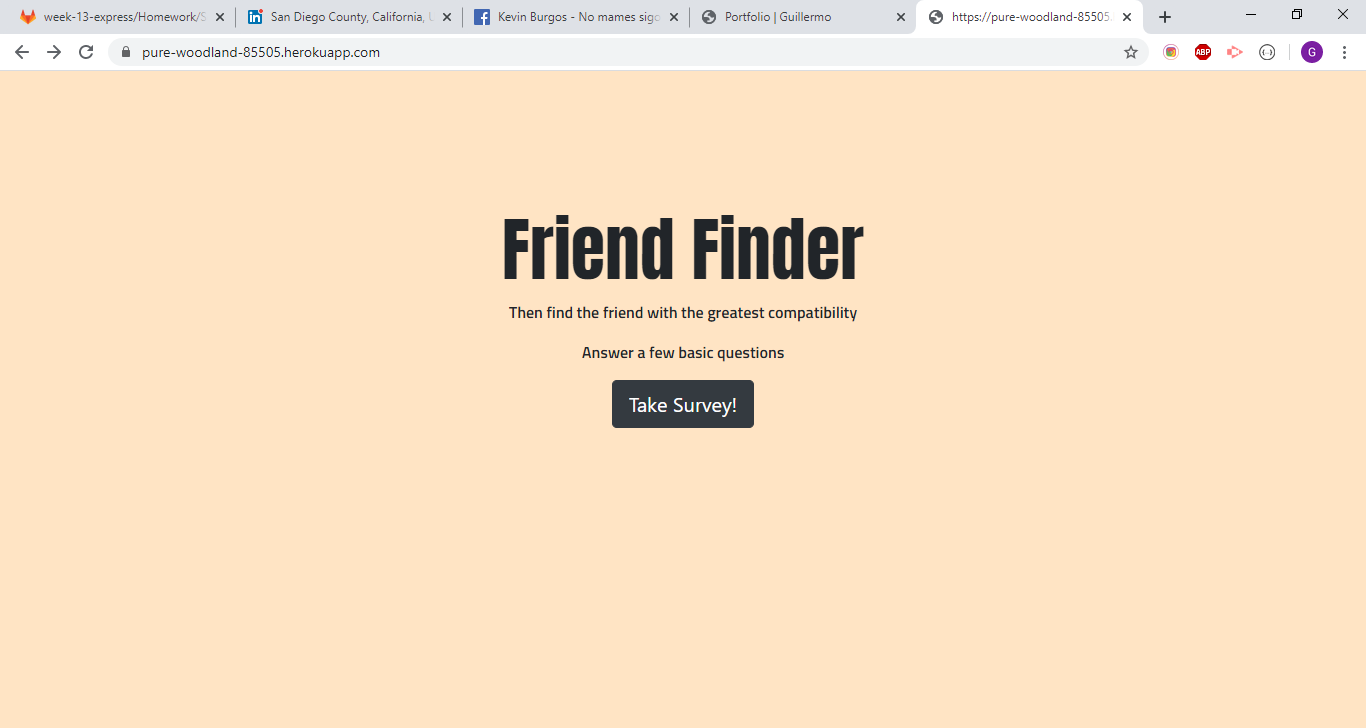 week-13-express/Homework/S
San Diego County, California, U
Kevin Burgos - No mames sigo
Portfolio | Guillermo
https://pure-woodland-85505.
pure-woodland-85505.herokuapp.com
ABP
G
Friend Finder
Then find the friend with the greatest compatibility
Answer a few basic questions
Take Survey!